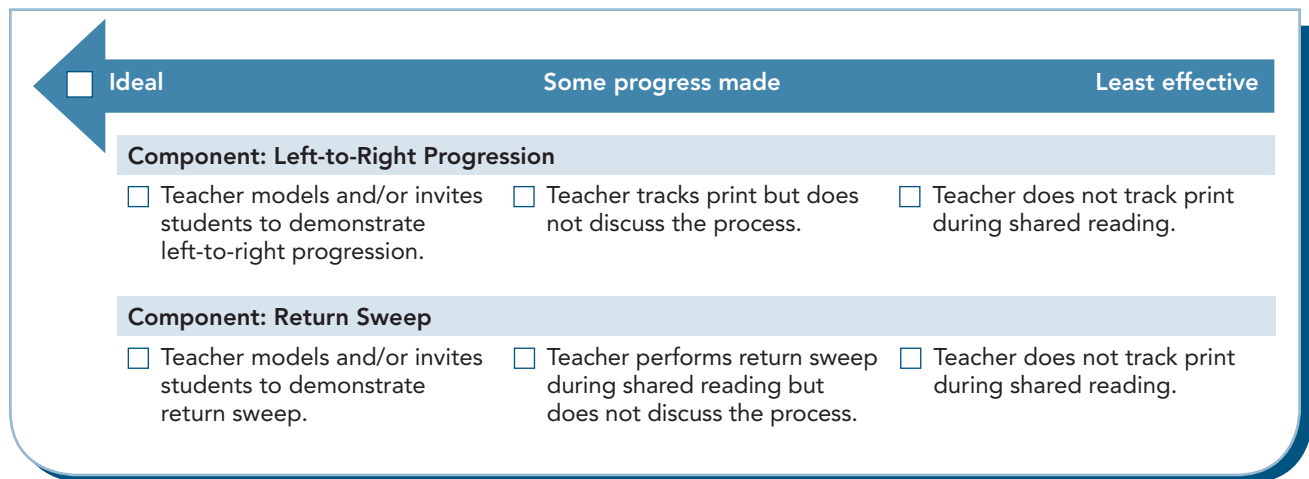 Ideal Some progress made Least effective
Component: Left-to-Right Progression
Teacher models and/or invites
students to demonstrate
left-to-right progression.
Teacher tracks print but does
not discuss the process.
Teacher does not track print
during shared reading.
Component: Return Sweep
Teacher models and/or invites
students to demonstrate
return sweep.
Teacher performs return sweep
during shared reading but
does not discuss the process.
Teacher does not track print
during shared reading.